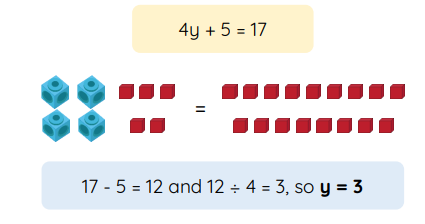 4y + 5 = 17
=
17 - 5 = 12 and 12 ÷ 4 = 3, so y = 3